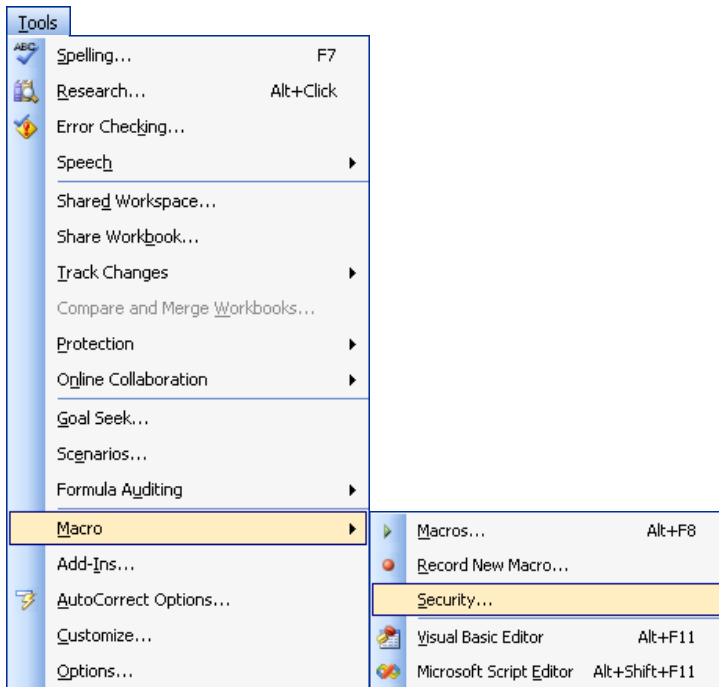 Tools
ABC
Spelling... F7
Research... Alt+Click
Error Checking...
Speech
Shared Workspace...
Share Workbook...
Track Changes
Compare and Merge Workbooks...
Protection
Online Collaboration
Goal Seek...
Scenarios...
Formula Auditing
Macro
Macros... Alt+F8
Add-Ins...
Record New Macro...
AutoCorrect Options...
Security...
Customize...
Visual Basic Editor Alt+F11
Options...
Microsoft Script Editor Alt+Shift+F11